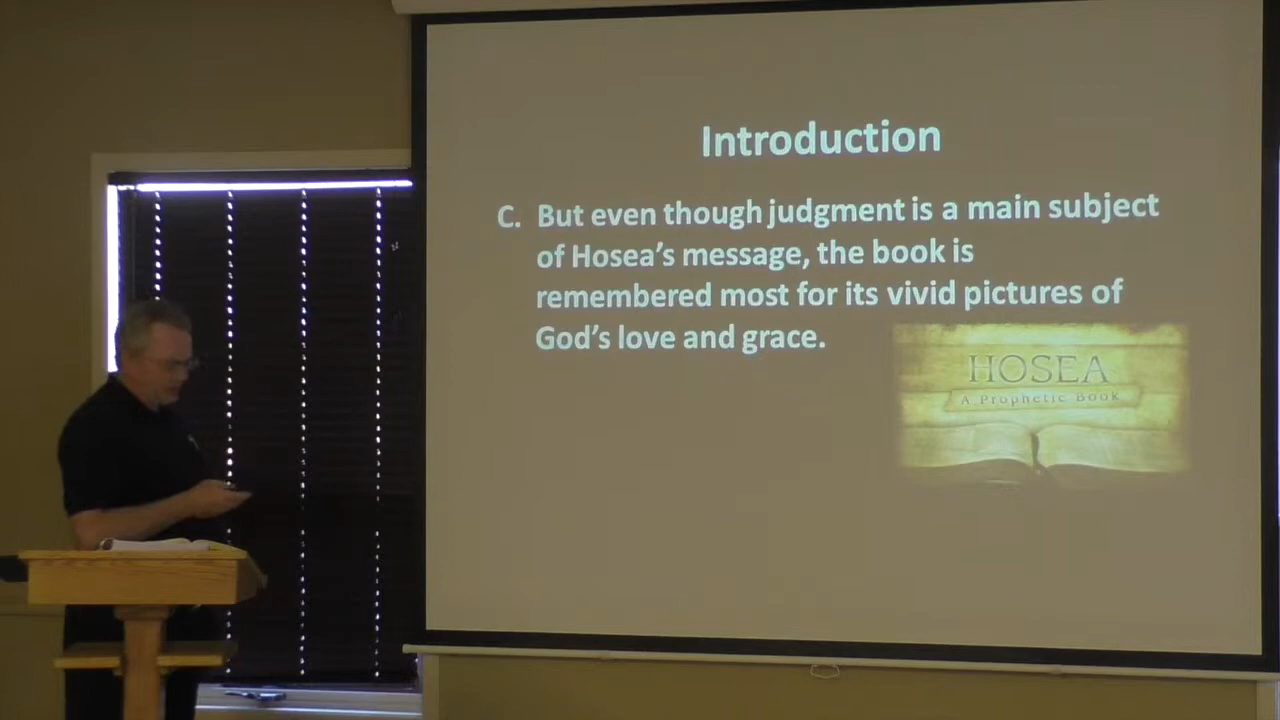 Introduction
C. But even though judgment is a main subject
of Hosea's message, the book is
remembered most for its vivid pictures of
God's love and grace.
HOSEA
A Prophetic Book